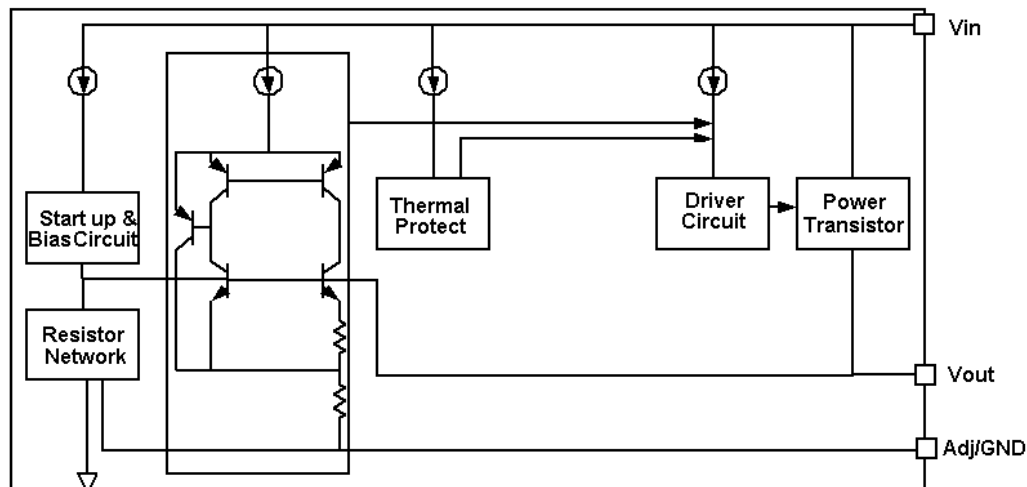 Vin
Start up &
Bias Circuit
Thermal
Protect
Driver
Circuit
Power
Transistor
Resistor
Network
Vout
Adj/GND